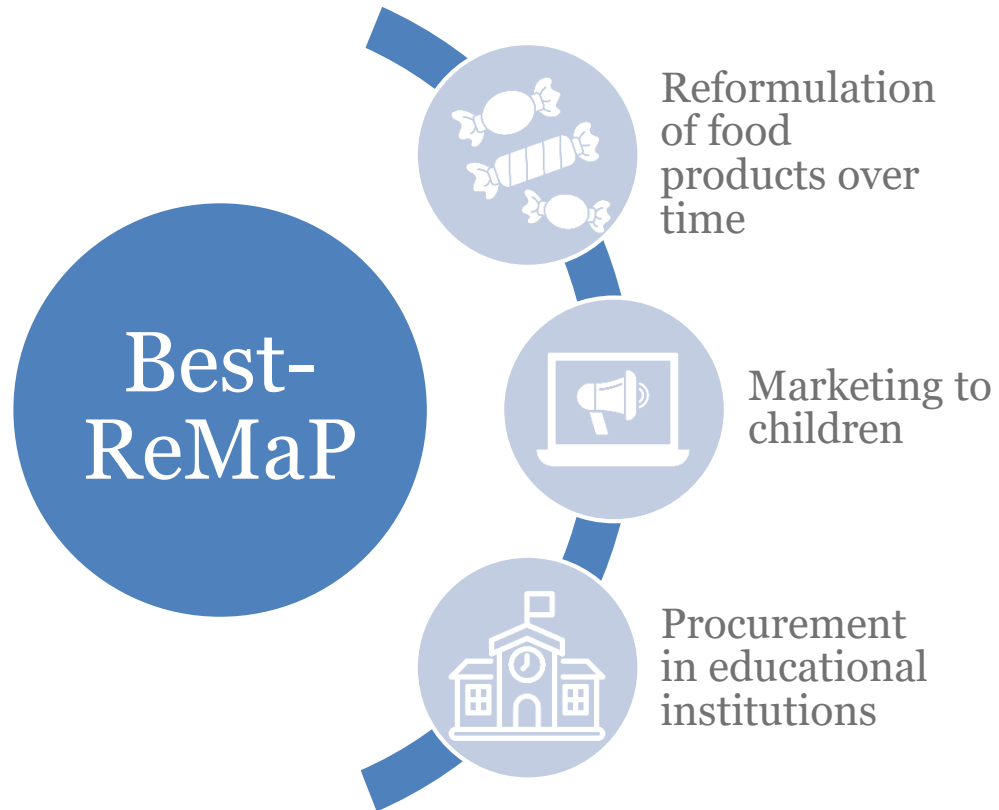 Reformulation
of food
products over
time
Best-
ReMaP
Marketing to
children
Procurement
in educational
institutions